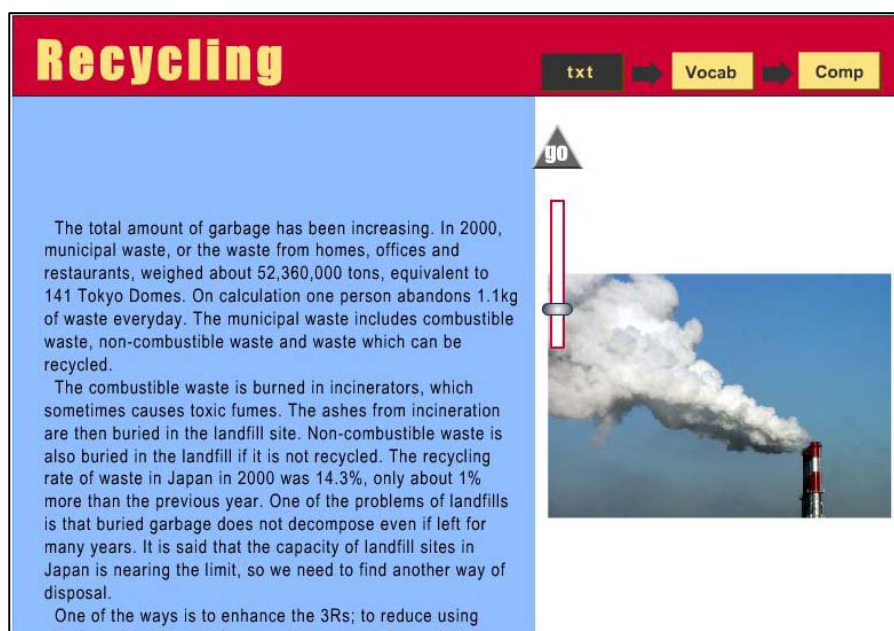 Recycling
txt
Vocab
Comp
go
The total amount of garbage has been increasing. In 2000,
municipal waste, or the waste from homes, offices and
restaurants, weighed about 52,360,000 tons, equivalent to
141 Tokyo Domes. On calculation one person abandons 1.1kg
of waste everyday. The municipal waste includes combustible
waste, non-combustible waste and waste which can be
recycled.
The combustible waste is burned in incinerators, which
sometimes causes toxic fumes. The ashes from incineration
are then buried in the landfill site. Non-combustible waste is
also buried in the landfill if it is not recycled. The recycling
rate of waste in Japan in 2000 was 14.3%, only about 1%
more than the previous year. One of the problems of landfills
is that buried garbage does not decompose even if left for
many years. It is said that the capacity of landfill sites in
Japan is nearing the limit, so we need to find another way of
disposal.
One of the ways is to enhance the 3Rs; to reduce using